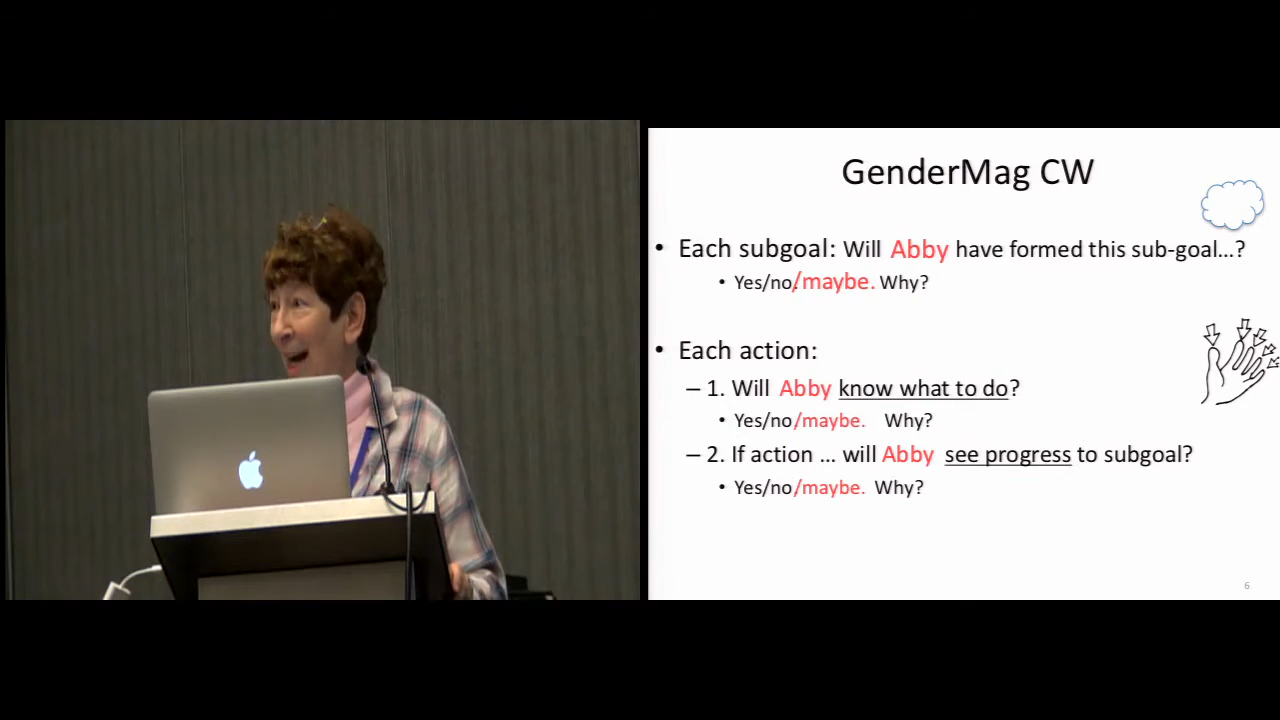 GenderMag CW
• Each subgoal: Will Abby have formed this sub-goal...?
• Yes/no/maybe. Why?
• Each action:
– 1. Will Abby know what to do?
• Yes/no/maybe. Why?
– 2. If action ... will Abby see progress to subgoal?
• Yes/no/maybe. Why?
6